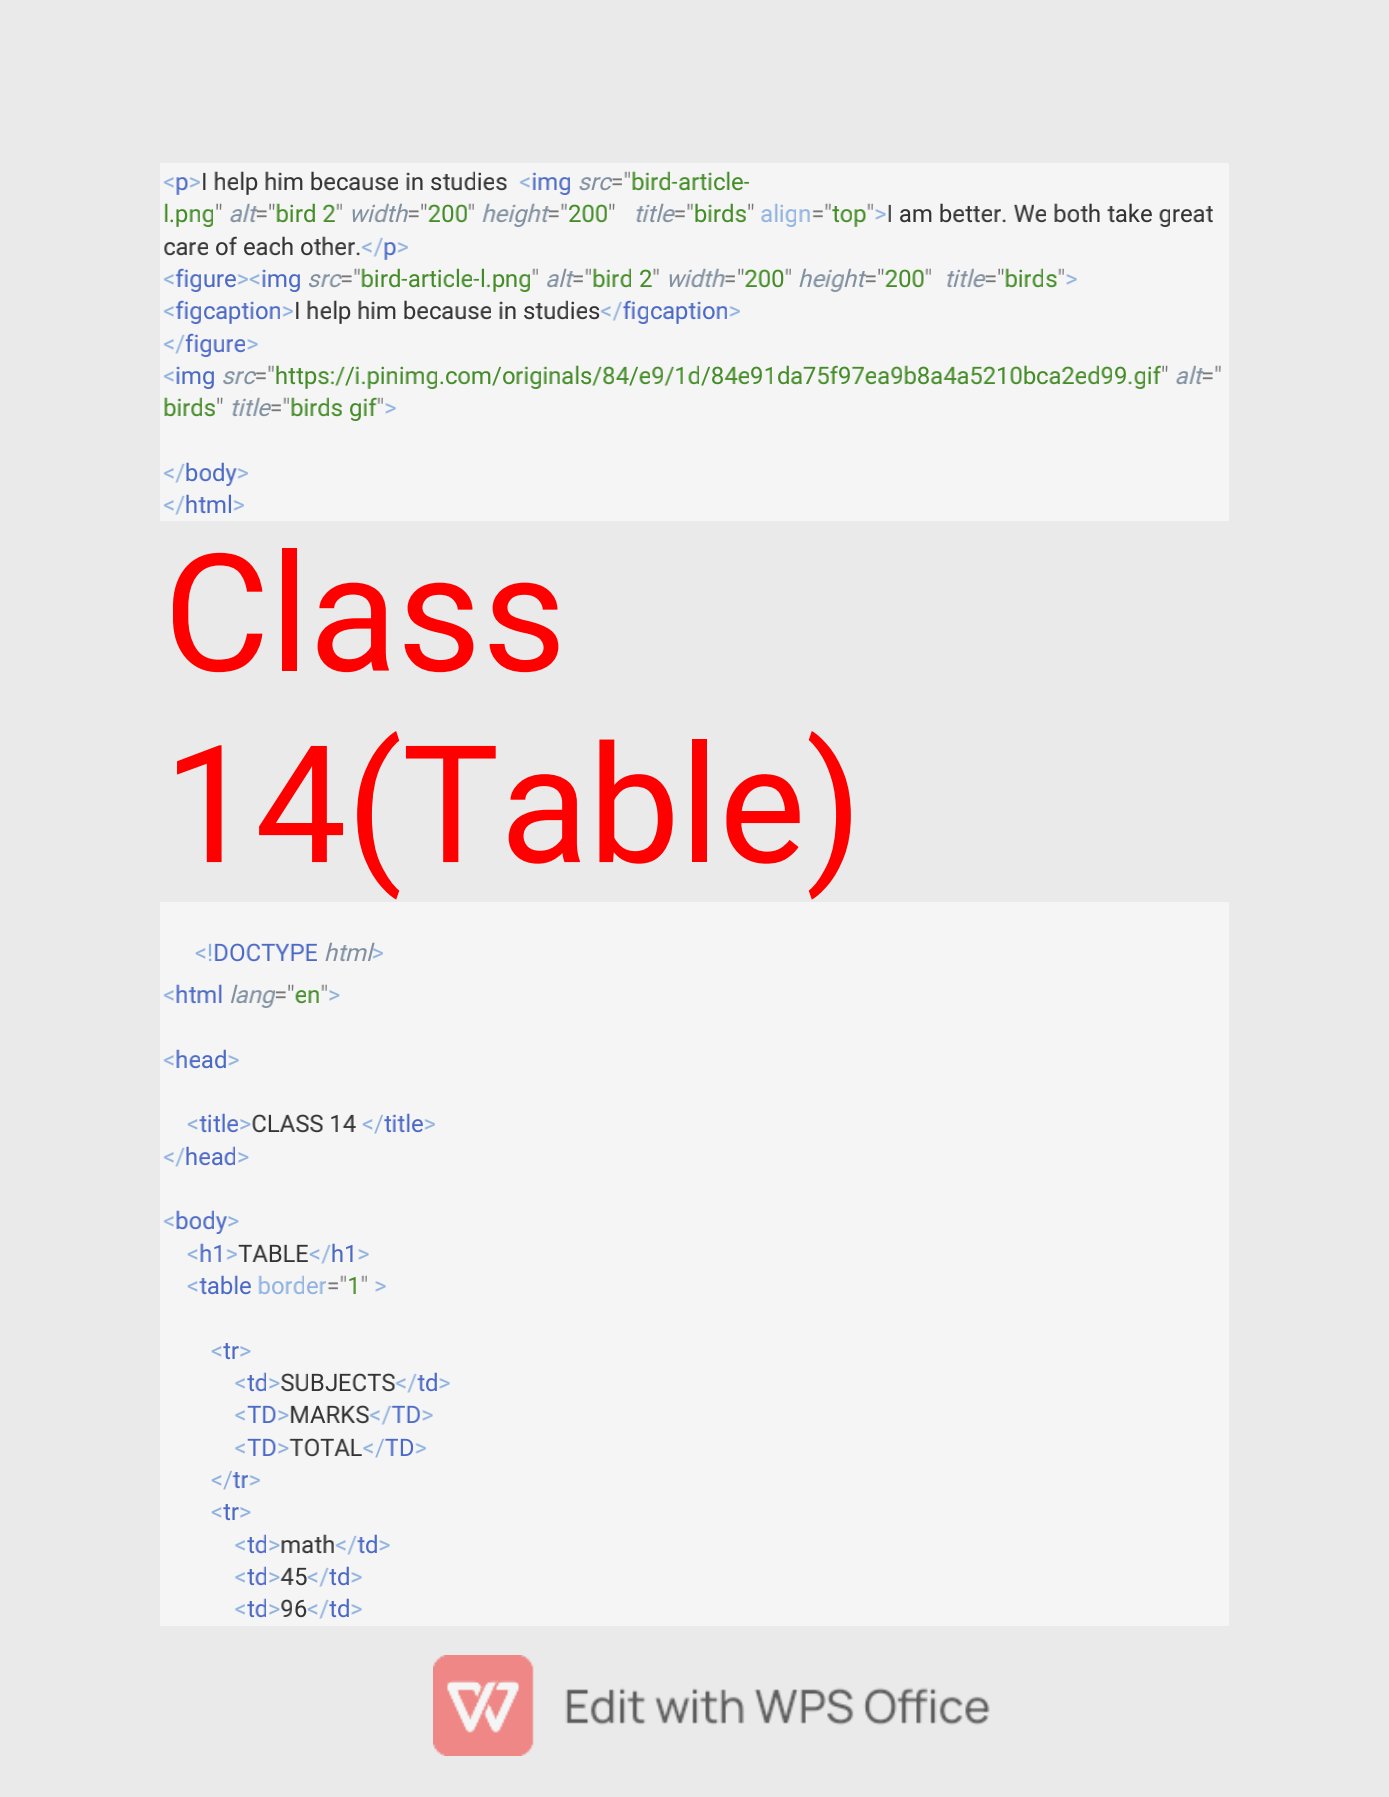 <p>I help him because in studies  <img src="bird-article-
l.png" alt="bird 2" width="200" height="200"   title="birds" align="top">I am better. We both take great
care of each other.</p>
<figure><img src="bird-article-l.png" alt="bird 2" width="200" height="200"  title="birds">
<figcaption>I help him because in studies</figcaption>
</figure>
<img src="https://i.pinimg.com/originals/84/e9/1d/84e91da75f97ea9b8a4a5210bca2ed99.gif" alt="
birds" title="birds gif">
</body>
</html>
Class
14(Table)
<!DOCTYPE html>
<html lang="en">
<head>
<title>CLASS 14 </title>
</head>
<body>
<h1>TABLE</h1>
<table border="1" >
<tr>
<td>SUBJECTS</td>
<TD>MARKS</TD>
<TD>TOTAL</TD>
</tr>
<tr>
<td>math</td>
<td>45</td>
<td>96</td>
Edit with WPS Office